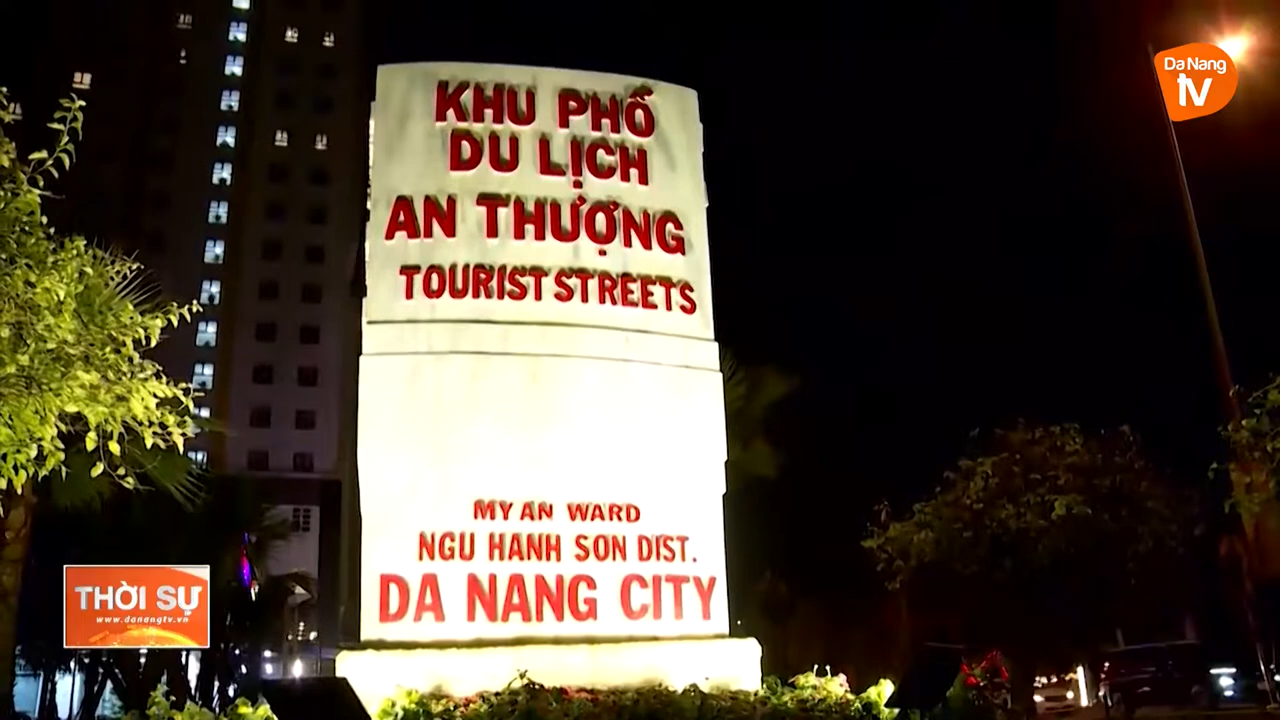 KHU PHỐ
DU LỊCH
AN THƯỢNG
TOURIST STREETS
MY AN WARD
NGU HANH SON DIST.
DA NANG CITY
Da Nang
tv
THỜI SỰ
www.danangtv.vn